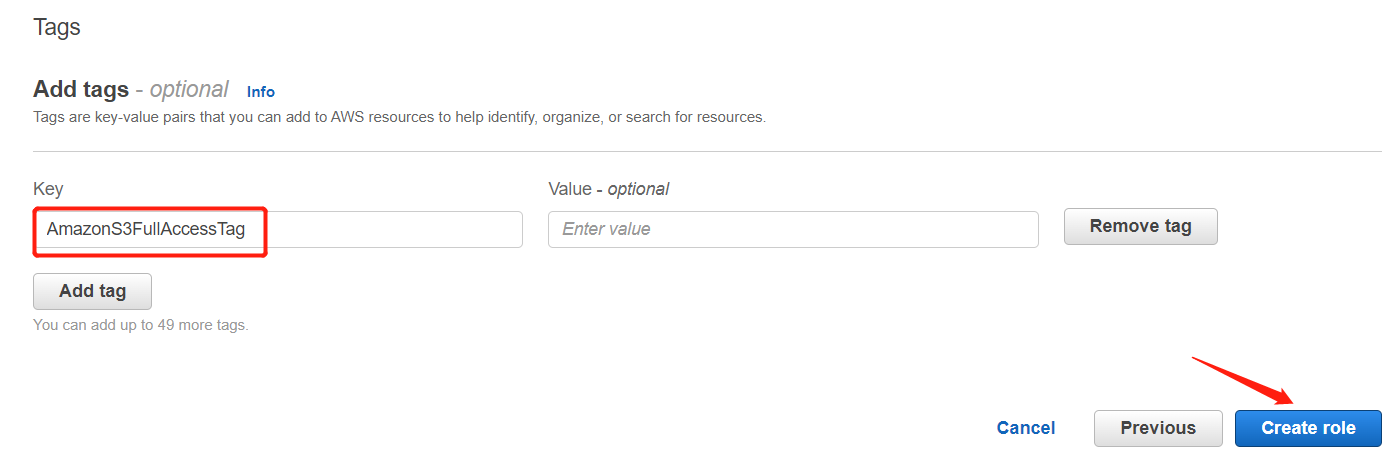 Tags
Add tags - optional Info
Tags are key-value pairs that you can add to AWS resources to help identify, organize, or search for resources.
Key Value - optional
AmazonS3FullAccessTag Enter value Remove tag
Add tag
You can add up to 49 more tags.
Cancel Previous Create role